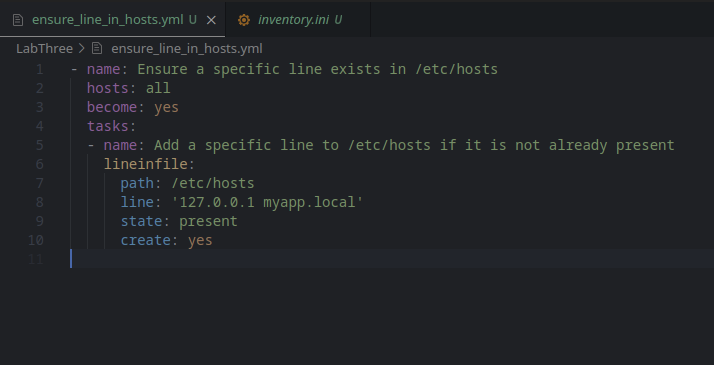 ensure_line_in_hosts.yml U × inventory.ini U
LabThree > ensure_line_in_hosts.yml
1 - name: Ensure a specific line exists in /etc/hosts
2   hosts: all
3   become: yes
4   tasks:
5   - name: Add a specific line to /etc/hosts if it is not already present
6     lineinfile:
7       path: /etc/hosts
8       line: '127.0.0.1 myapp.local'
9       state: present
10       create: yes
11